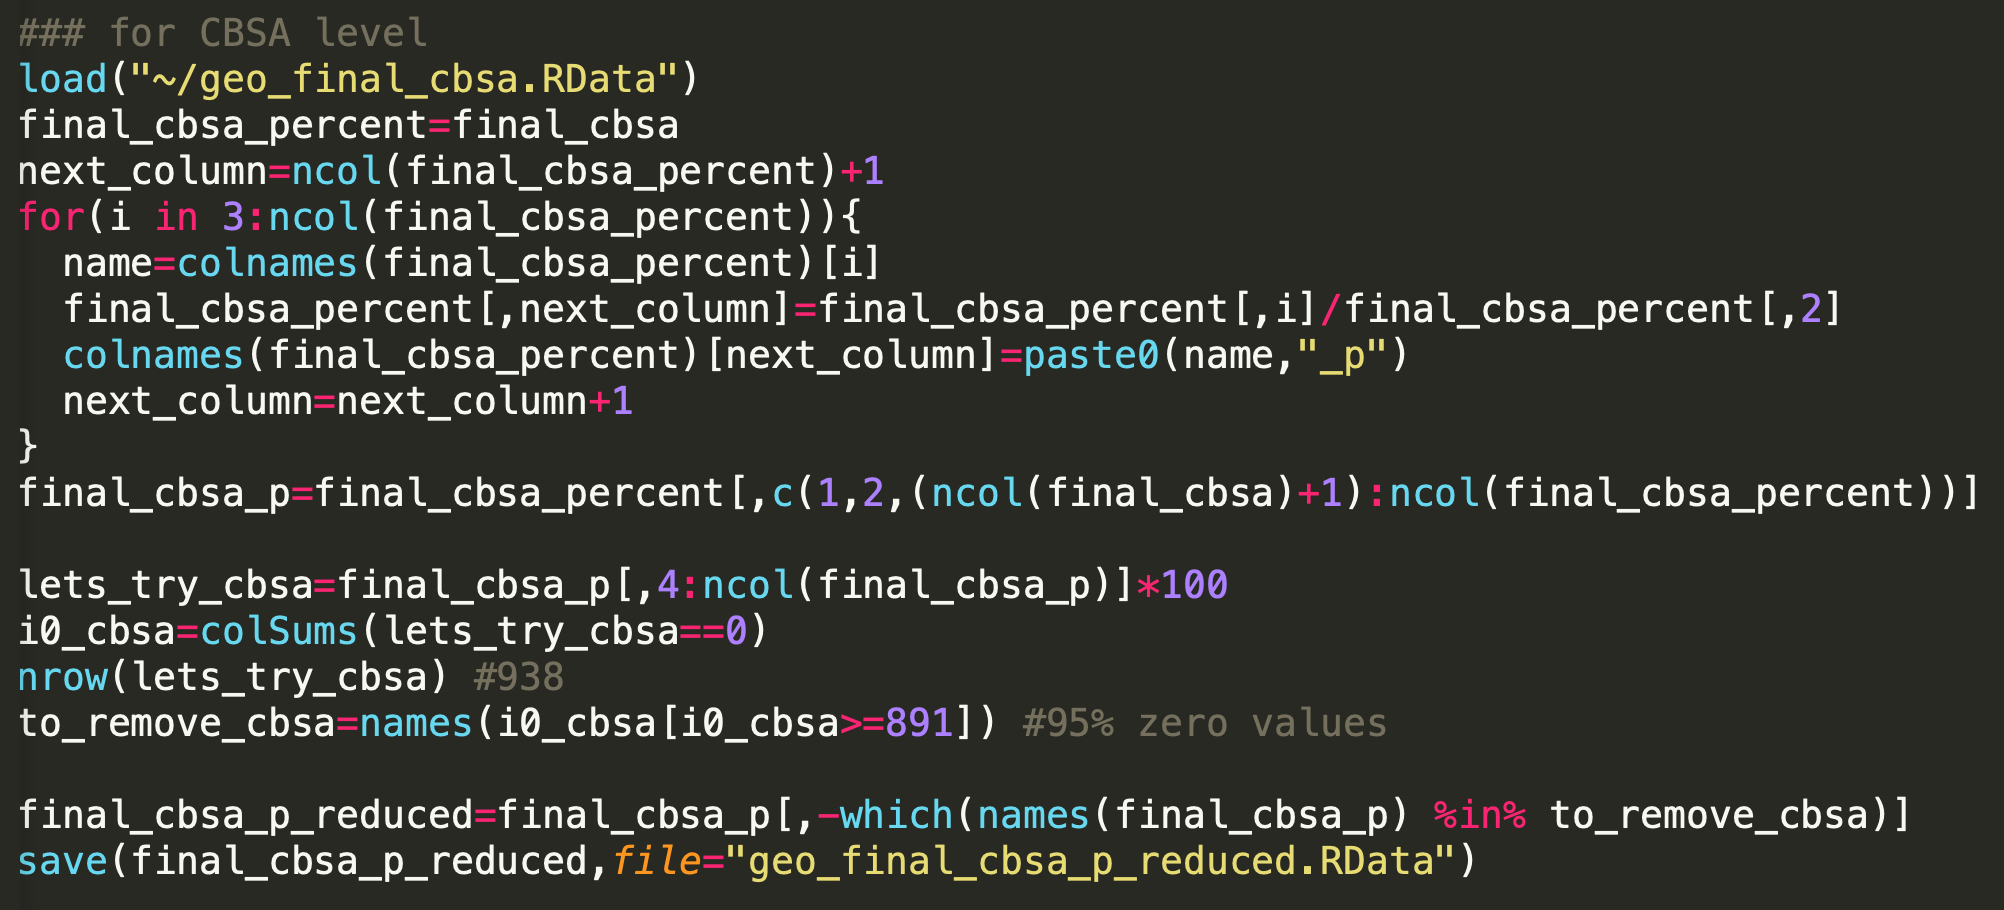 ### for CBSA level
load("~/geo_final_cbsa.RData")
final_cbsa_percent=final_cbsa
next_column=ncol(final_cbsa_percent)+1
for(i in 3:ncol(final_cbsa_percent)){
  name=colnames(final_cbsa_percent)[i]
  final_cbsa_percent[,next_column]=final_cbsa_percent[,i]/final_cbsa_percent[,2]
  colnames(final_cbsa_percent)[next_column]=paste0(name,"_p")
  next_column=next_column+1
}
final_cbsa_p=final_cbsa_percent[,c(1,2,(ncol(final_cbsa)+1):ncol(final_cbsa_percent))]

lets_try_cbsa=final_cbsa_p[,4:ncol(final_cbsa_p)]*100
i0_cbsa=colSums(lets_try_cbsa==0)
nrow(lets_try_cbsa) #938
to_remove_cbsa=names(i0_cbsa[i0_cbsa>=891]) #95% zero values

final_cbsa_p_reduced=final_cbsa_p[,-which(names(final_cbsa_p) %in% to_remove_cbsa)]
save(final_cbsa_p_reduced,file="geo_final_cbsa_p_reduced.RData")